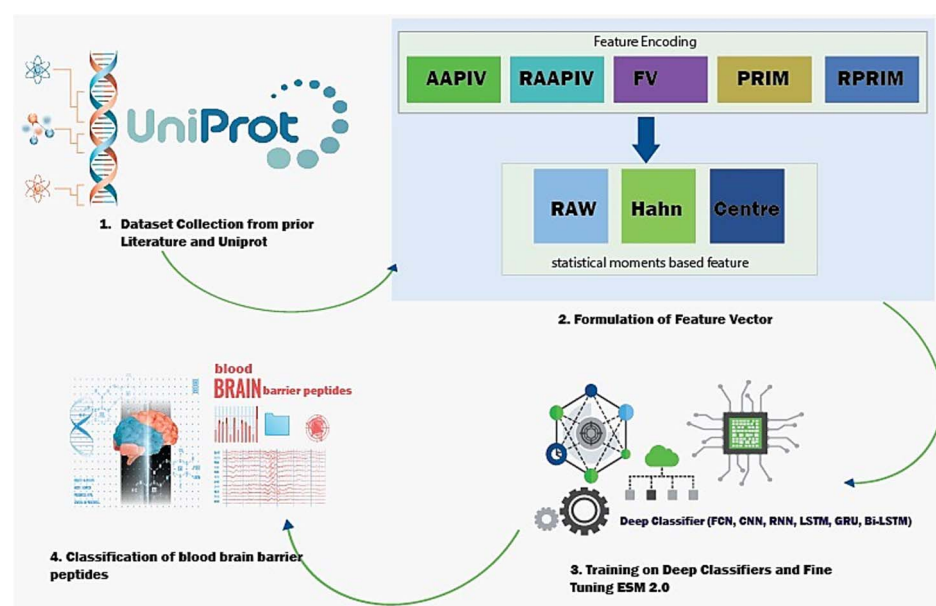 UniProt
1. Dataset Collection from prior
Literature and Uniprot
Feature Encoding
AAPIV RAAPIV FV PRIM RPRIM
RAW Hahn Centre
statistical moments based feature
2. Formulation of Feature Vector
Deep Classifier (FCN, CNN, RNN, LSTM, GRU, Bi-LSTM)
3. Training on Deep Classifiers and Fine
Tuning ESM 2.0
blood
BRAIN barrier peptides
4. Classification of blood brain barrier
peptides